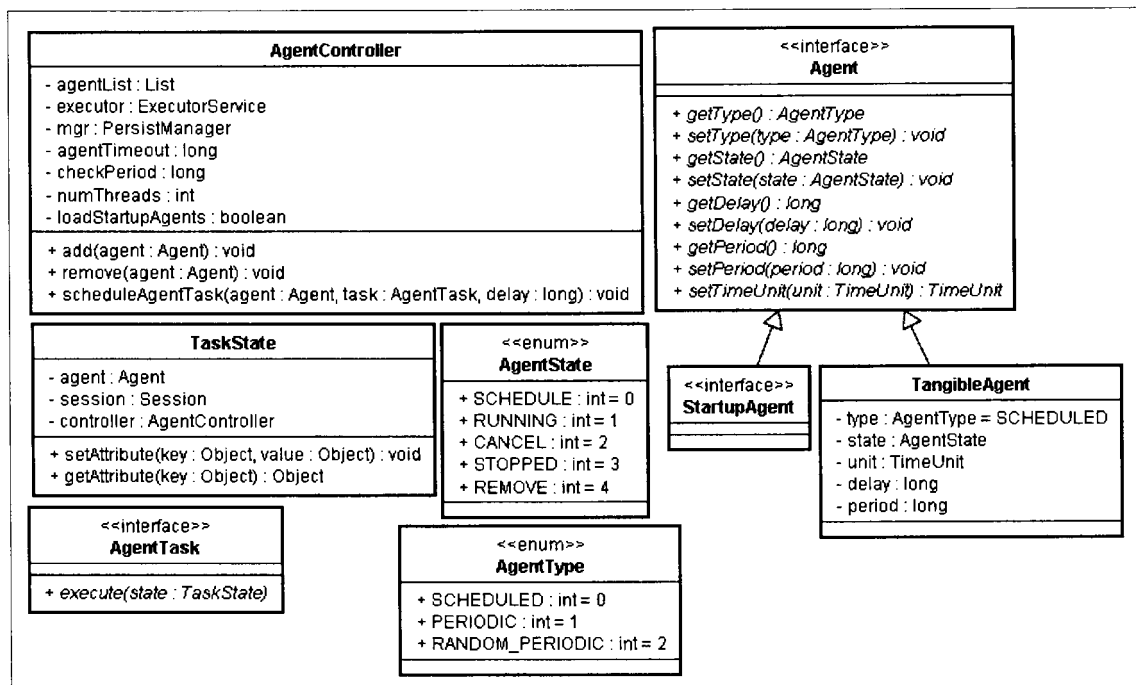 AgentController
- agentList : List
- executor : ExecutorService
- mgr : PersistManager
- agentTimeout : long
- checkPeriod : long
- numThreads : int
- loadStartupAgents : boolean
+ add(agent : Agent) : void
+ remove(agent : Agent) : void
+ scheduleAgentTask(agent : Agent, task : AgentTask, delay : long) : void
<<interface>>
Agent
+ getType() : AgentType
+ setType(type : AgentType) : void
+ getState() : AgentState
+ setState(state : AgentState) : void
+ getDelay() : long
+ setDelay(delay : long) : void
+ getPeriod() : long
+ setPeriod(period : long) : void
+ setTimeUnit(unit : TimeUnit) : TimeUnit
TaskState
- agent : Agent
- session : Session
- controller : AgentController
+ setAttribute(key : Object, value : Object) : void
+ getAttribute(key : Object) : Object
<<enum>>
AgentState
+ SCHEDULE : int = 0
+ RUNNING : int = 1
+ CANCEL : int = 2
+ STOPPED : int = 3
+ REMOVE : int = 4
<<interface>>
StartupAgent
TangibleAgent
- type : AgentType = SCHEDULED
- state : AgentState
- unit : TimeUnit
- delay : long
- period : long
<<interface>>
AgentTask
+ execute(state : TaskState)
<<enum>>
AgentType
+ SCHEDULED : int = 0
+ PERIODIC : int = 1
+ RANDOM_PERIODIC : int = 2